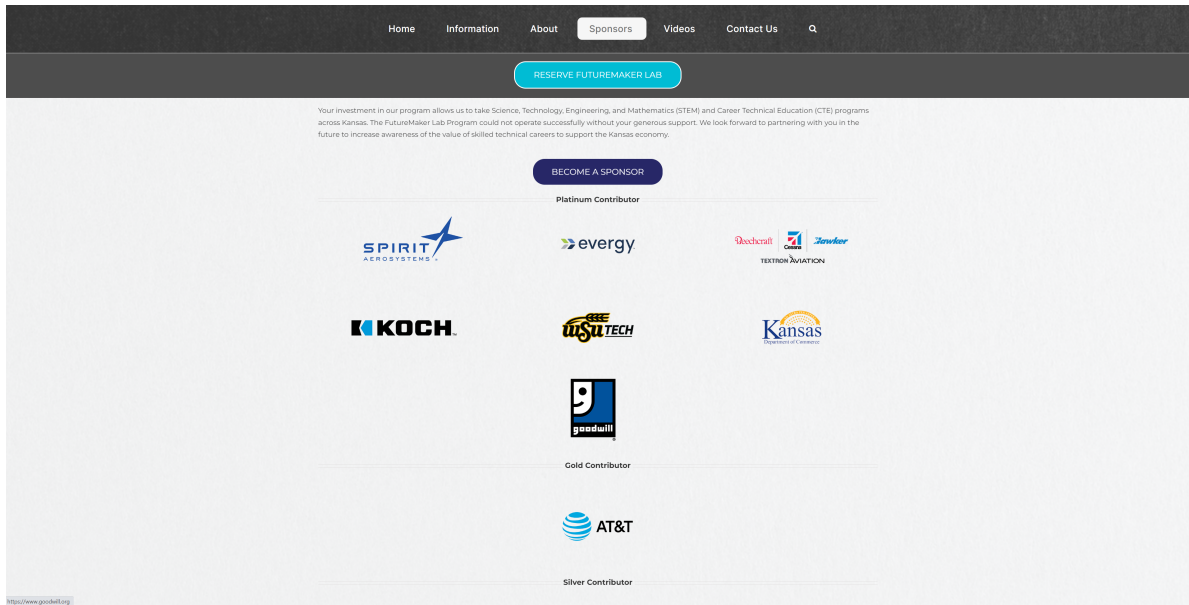 Home Information About Sponsors Videos Contact Us
RESERVE FUTUREMAKER LAB
Your investment in our program allows us to take Science, Technology, Engineering, and Mathematics (STEM) and Career Technical Education (CTE) programs
across Kansas. The FutureMaker Lab Program could not operate successfully without your generous support. We look forward to partnering with you in the
future to increase awareness of the value of skilled technical careers to support the Kansas economy.
BECOME A SPONSOR
Platinum Contributor
SPIRIT
AEROSYSTEMS
evergy
Beechcraft Cessna Hawker
TEXTRON AVIATION
KOCH
WSU TECH
Kansas
Department of Commerce
goodwill
Gold Contributor
AT&T
Silver Contributor
https://www.goodwill.org